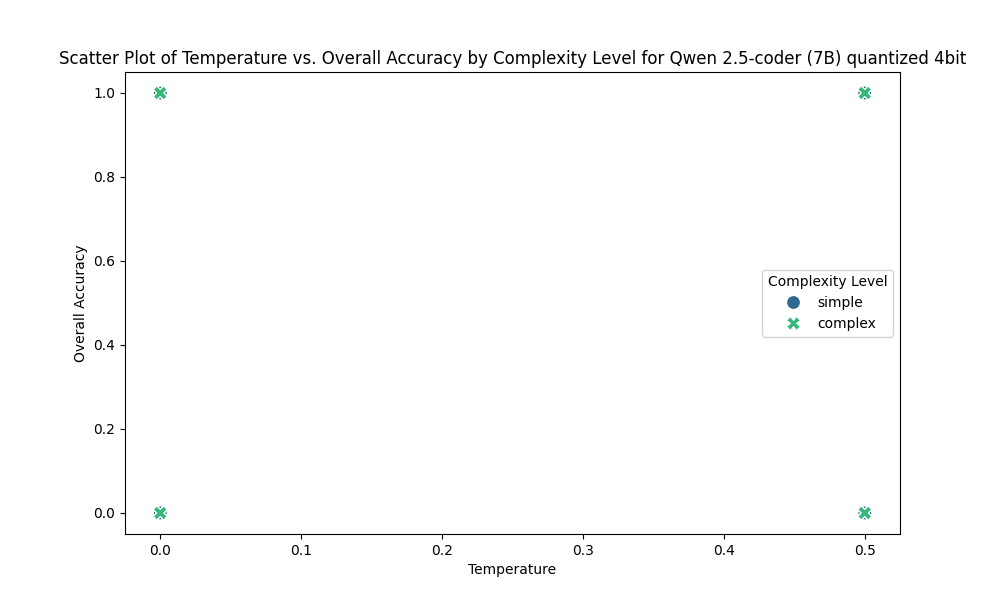 Scatter Plot of Temperature vs. Overall Accuracy by Complexity Level for Qwen 2.5-coder (7B) quantized 4bit
1.0
0.8
0.6
0.4
0.2
0.0
Overall Accuracy
Complexity Level
simple
complex
0.0 0.1 0.2 0.3 0.4 0.5
Temperature